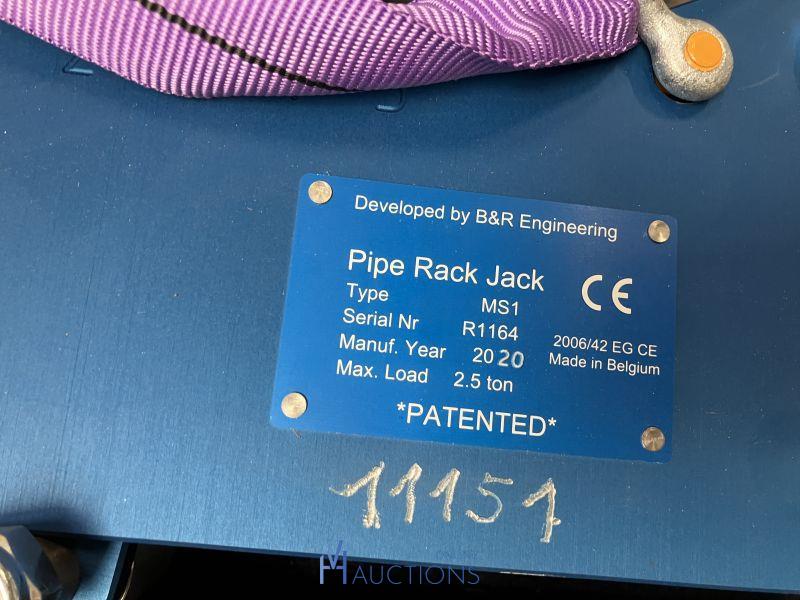 Developed by B&R Engineering
Pipe Rack Jack
CE
Type MS1
Serial Nr R1164
Manuf. Year 2020
2006/42 EG CE
Max. Load 2.5 ton
Made in Belgium
*PATENTED*
11151
AUCTIONS